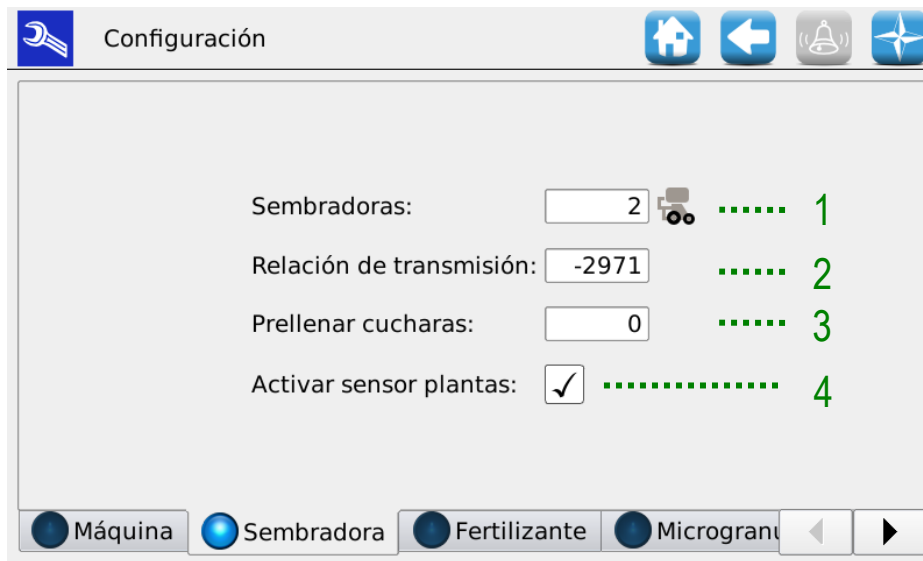 Configuración
Sembradoras: 2 1
Relación de transmisión: -2971 2
Prellenar cucharas: 0 3
Activar sensor plantas: ✓ 4
Máquina Sembradora Fertilizante